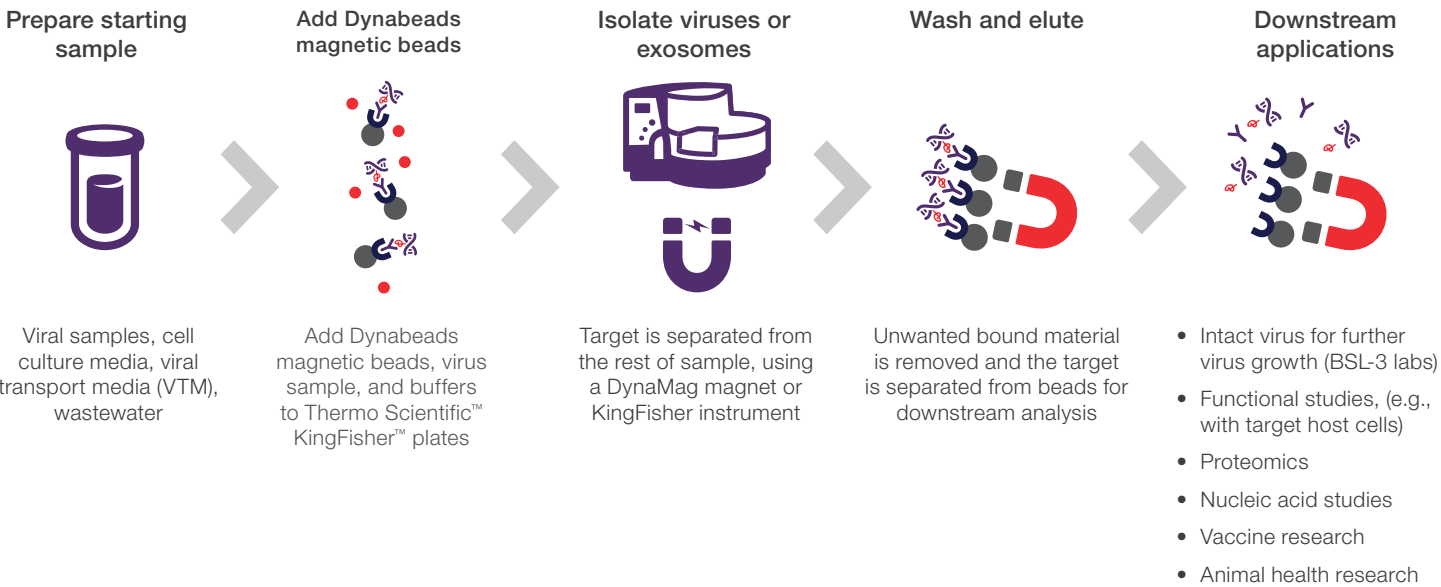 Prepare starting
sample
Viral samples, cell
culture media, viral
transport media (VTM),
wastewater
Add Dynabeads
magnetic beads
Add Dynabeads
magnetic beads, virus
sample, and buffers
to Thermo Scientific™
KingFisher™ plates
Isolate viruses or
exosomes
Target is separated from
the rest of sample, using
a DynaMag magnet or
KingFisher instrument
Wash and elute
Unwanted bound material
is removed and the target
is separated from beads for
downstream analysis
Downstream
applications
• Intact virus for further
virus growth (BSL-3 labs)
• Functional studies, (e.g.,
with target host cells)
• Proteomics
• Nucleic acid studies
• Vaccine research
• Animal health research